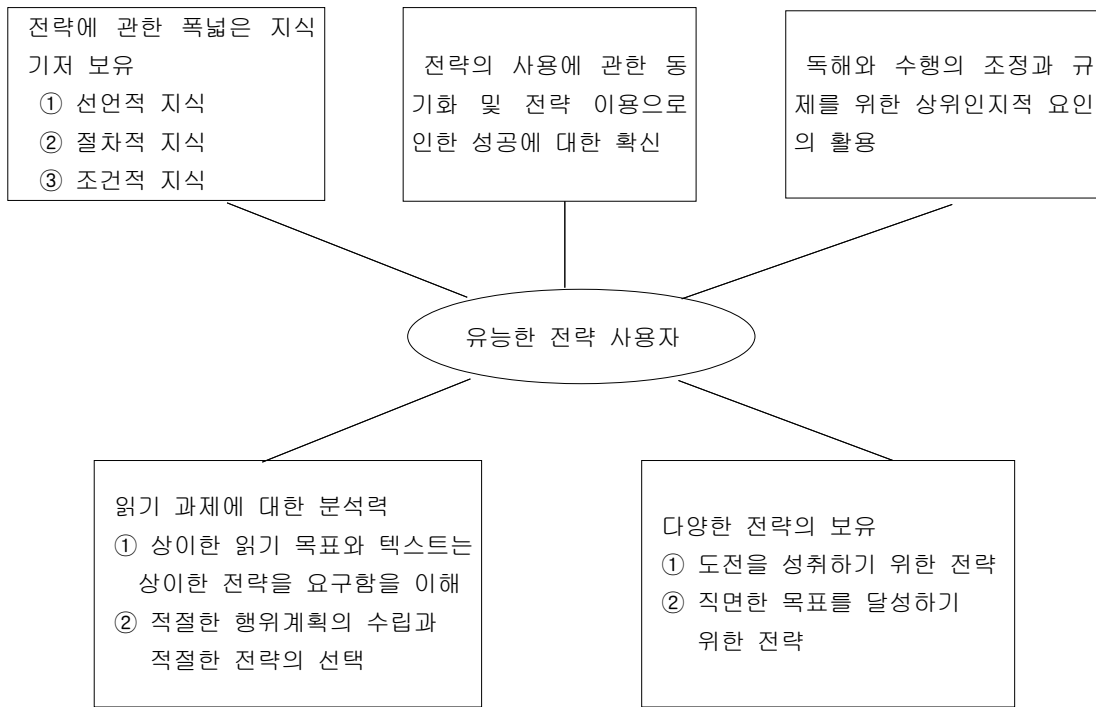 전략에 관한 폭넓은 지식
기저 보유
① 선언적 지식
② 절차적 지식
③ 조건적 지식
전략의 사용에 관한 동
기화 및 전략 이용으로
인한 성공에 대한 확신
독해와 수행의 조정과 규
제를 위한 상위인지적 요인
의 활용
유능한 전략 사용자
읽기 과제에 대한 분석력
① 상이한 읽기 목표와 텍스트는
상이한 전략을 요구함을 이해
② 적절한 행위계획의 수립과
적절한 전략의 선택
다양한 전략의 보유
① 도전을 성취하기 위한 전략
② 직면한 목표를 달성하기
위한 전략